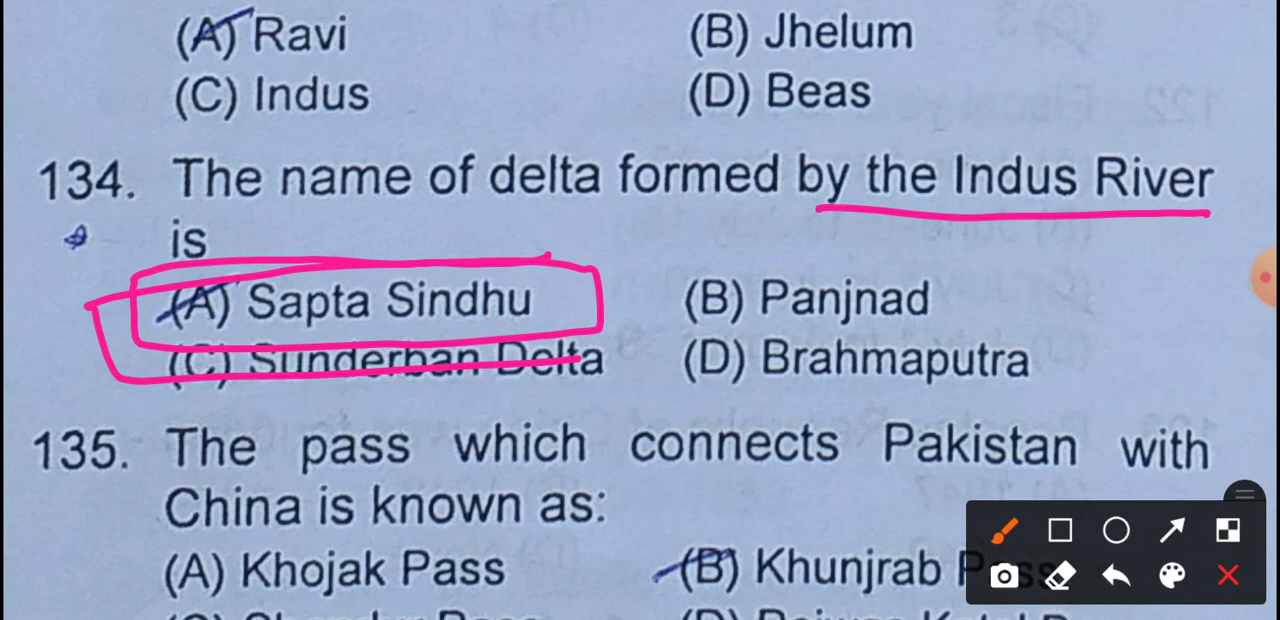 (A) Ravi (B) Jhelum
(C) Indus (D) Beas
134. The name of delta formed by the Indus River
is
(A) Sapta Sindhu (B) Panjnad
(C) Sunderban Delta (D) Brahmaputra
135. The pass which connects Pakistan with
China is known as:
(A) Khojak Pass (B) Khunjrab Pass